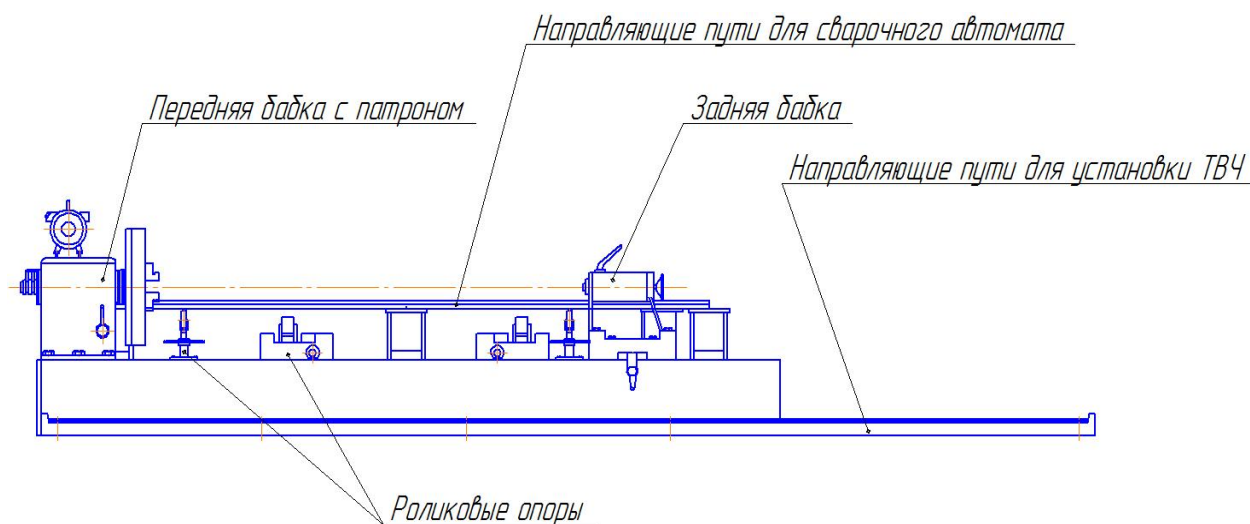 Направляющие пути для сварочного автомата
Передняя бабка с патроном
Задняя бабка
Направляющие пути для установки ТВЧ
Роликовые опоры